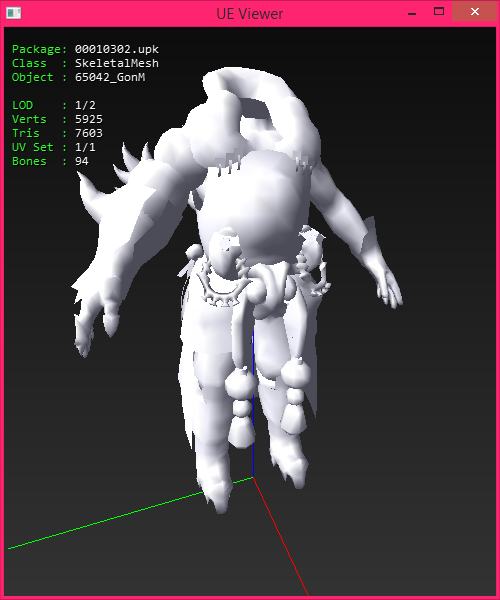 UE Viewer
Package: 00010302.upk
Class : SkeletalMesh
Object : 65042_GonM
LOD : 1/2
Verts : 5925
Tris : 7603
UV Set : 1/1
Bones : 94